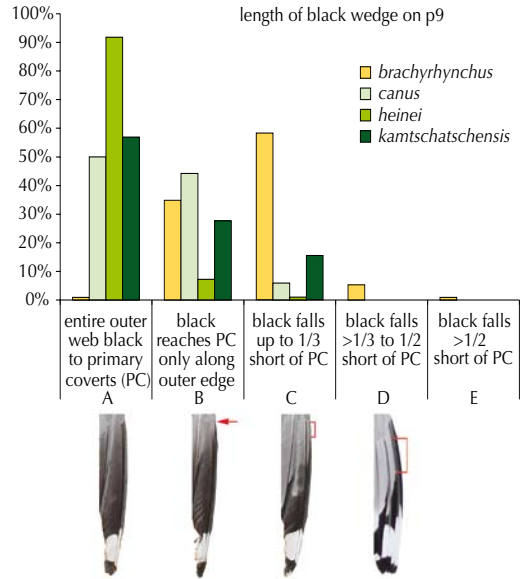 length of black wedge on p9
100%
90%
80%
70%
60%
50%
40%
30%
20%
10%
0%
brachyrhynchus
canus
heinei
kamtschatschensis
entire outer
web black
to primary
coverts (PC)
A
black
reaches PC
only along
outer edge
B
black falls
up to 1/3
short of PC
C
black falls
>1/3 to 1/2
short of PC
D
black falls
>1/2
short of PC
E